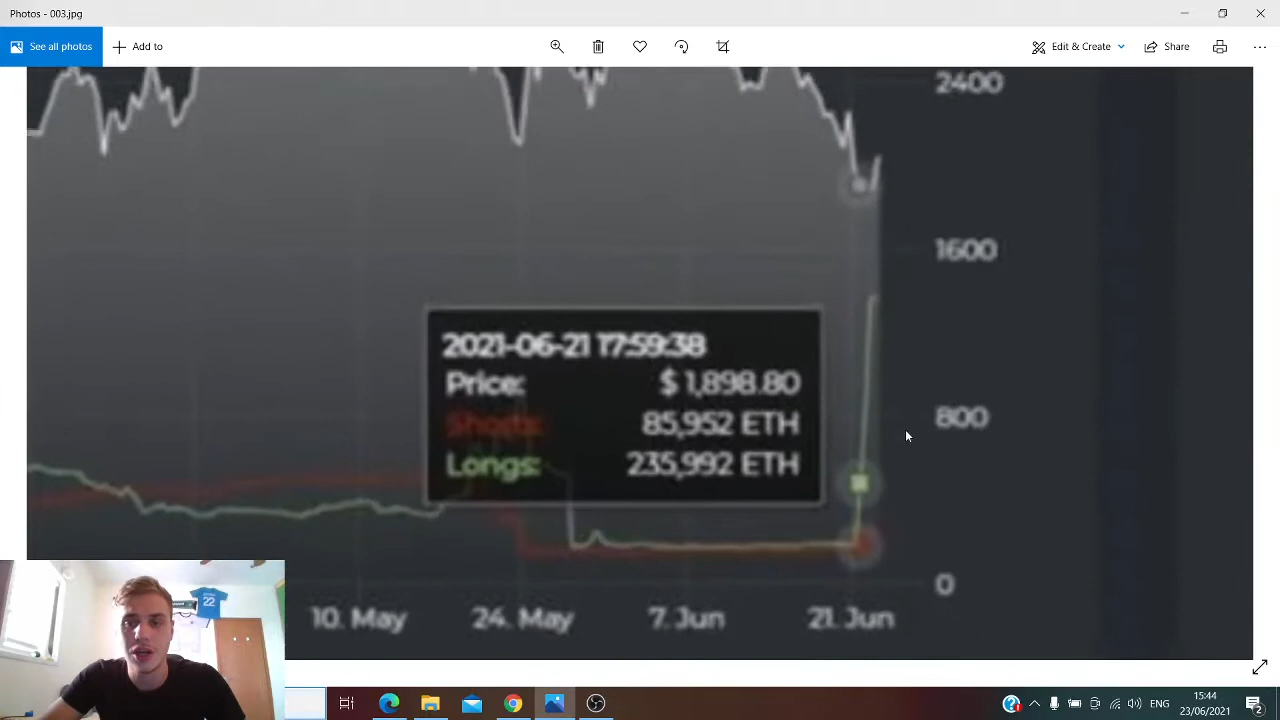 Photos - 003.jpg
See all photos
Add to
Edit & Create
Share
2400
1600
2021-06-21 17:59:38
Price: $ 1,898.80
Shorts: 85,952 ETH
800
Longs: 235,992 ETH
0
10. May 24. May 7. Jun 21. Jun
22
ENG
15:44
23/06/2021
2